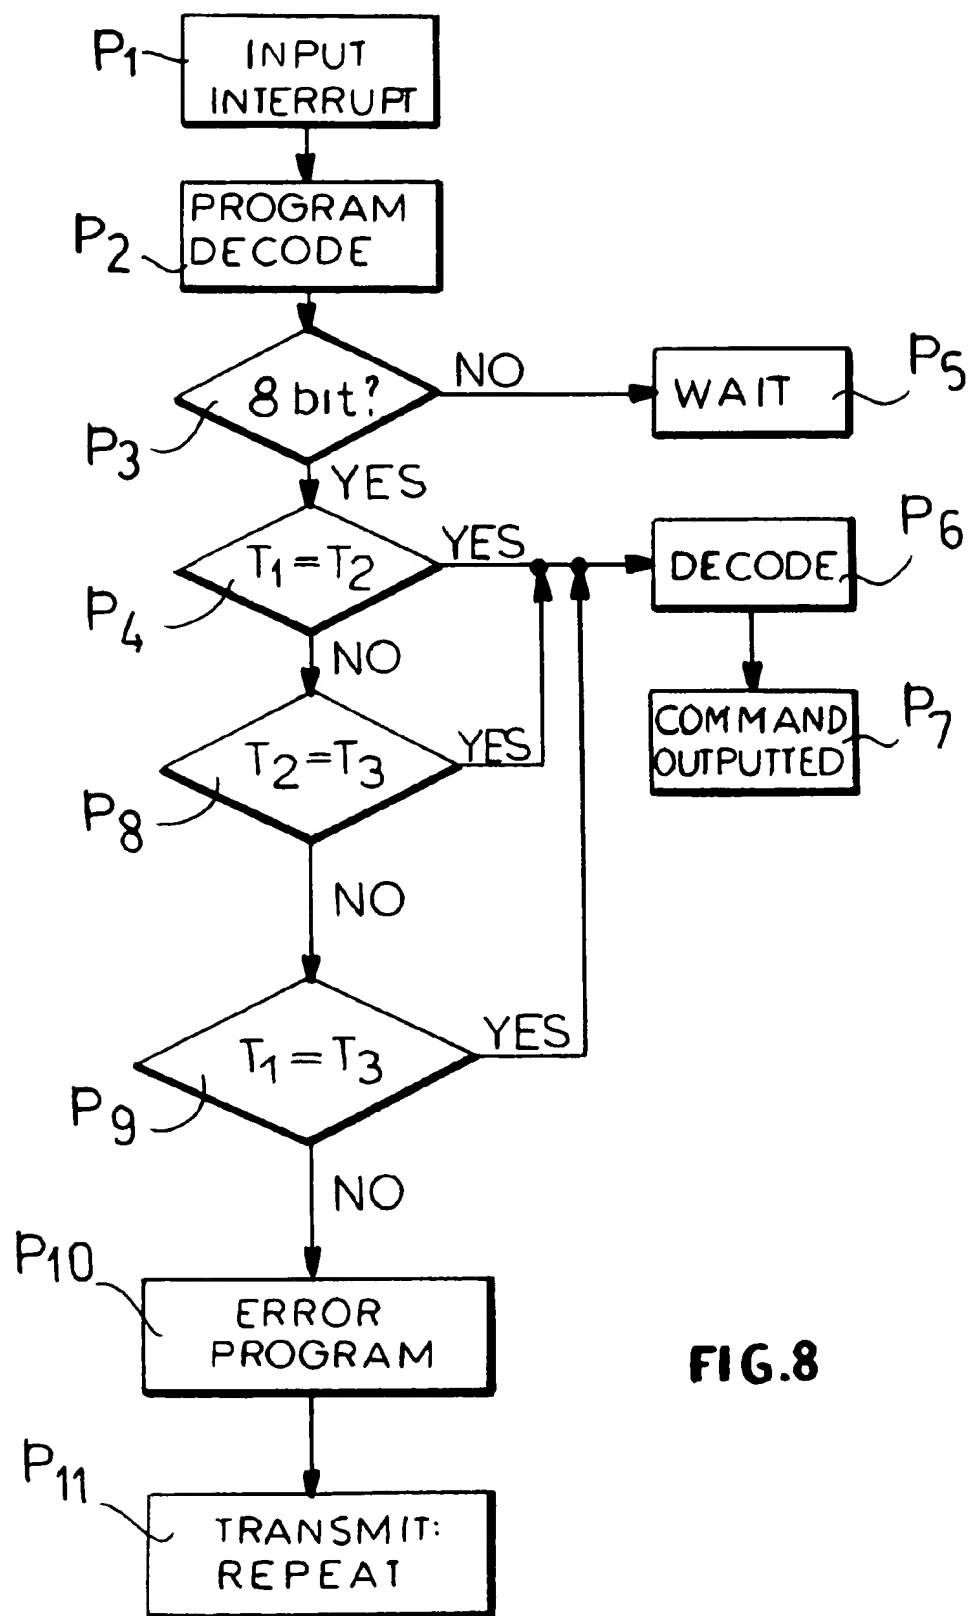 P1
INPUT
INTERRUPT
P2
PROGRAM
DECODE
P3
8 bit?
NO
WAIT
P5
YES
P4
T1=T2
YES
DECODE
P6
NO
COMMAND
OUTPUTTED
P7
P8
T2=T3
YES
NO
P9
T1=T3
YES
NO
P10
ERROR
PROGRAM
FIG.8
P11
TRANSMIT:
REPEAT